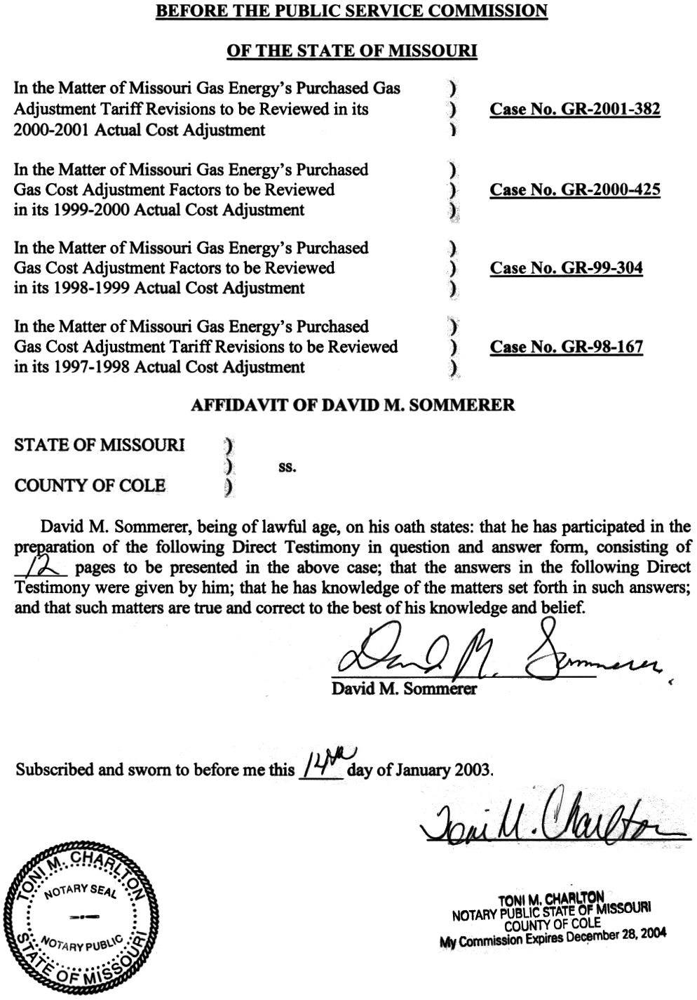 BEFORE THE PUBLIC SERVICE COMMISSION
OF THE STATE OF MISSOURI
In the Matter of Missouri Gas Energy's Purchased Gas )
Adjustment Tariff Revisions to be Reviewed in its ) Case No. GR-2001-382
2000-2001 Actual Cost Adjustment )
In the Matter of Missouri Gas Energy's Purchased )
Gas Cost Adjustment Factors to be Reviewed ) Case No. GR-2000-425
in its 1999-2000 Actual Cost Adjustment )
In the Matter of Missouri Gas Energy's Purchased )
Gas Cost Adjustment Factors to be Reviewed ) Case No. GR-99-304
in its 1998-1999 Actual Cost Adjustment )
In the Matter of Missouri Gas Energy's Purchased )
Gas Cost Adjustment Tariff Revisions to be Reviewed ) Case No. GR-98-167
in its 1997-1998 Actual Cost Adjustment )
AFFIDAVIT OF DAVID M. SOMMERER
STATE OF MISSOURI )
) ss.
COUNTY OF COLE )
David M. Sommerer, being of lawful age, on his oath states: that he has participated in the
preparation of the following Direct Testimony in question and answer form, consisting of
12 pages to be presented in the above case; that the answers in the following Direct
Testimony were given by him; that he has knowledge of the matters set forth in such answers;
and that such matters are true and correct to the best of his knowledge and belief.
David M. Sommerer
David M. Sommerer
Subscribed and sworn to before me this 14th day of January 2003.
Toni M. Charlton
TONI M. CHARLTON
NOTARY SEAL
NOTARY PUBLIC
STATE OF MISSOURI
TONI M. CHARLTON
NOTARY PUBLIC STATE OF MISSOURI
COUNTY OF COLE
My Commission Expires December 28, 2004